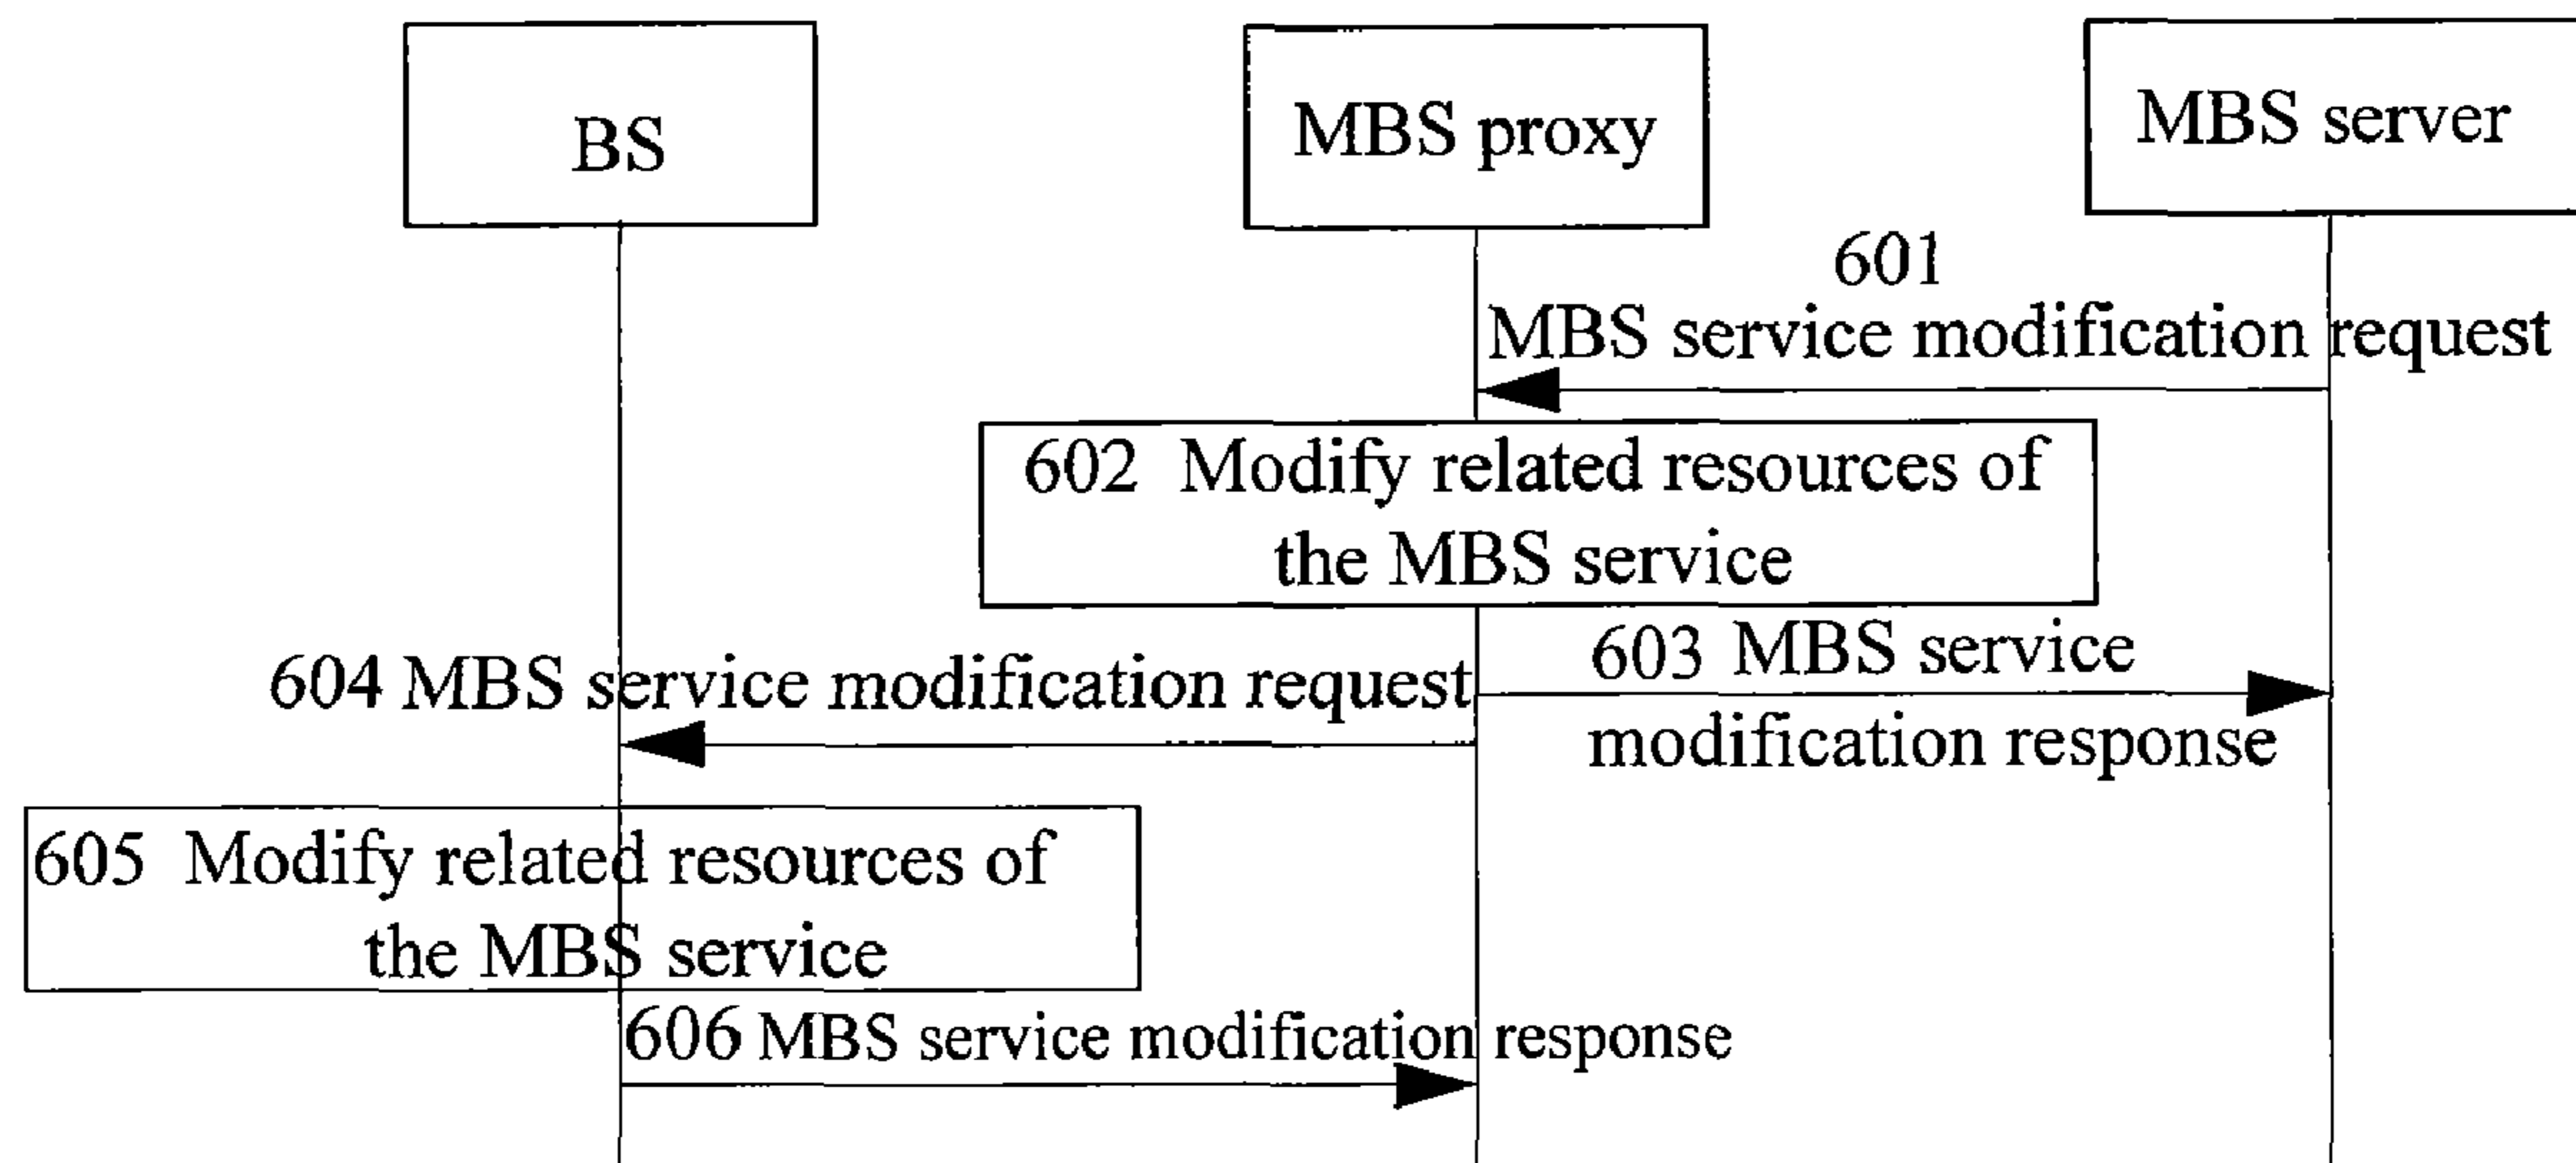 BS
MBS proxy
MBS server
601
MBS service modification request
602 Modify related resources of
the MBS service
603 MBS service
modification response
604 MBS service modification request
605 Modify related resources of
the MBS service
606 MBS service modification response